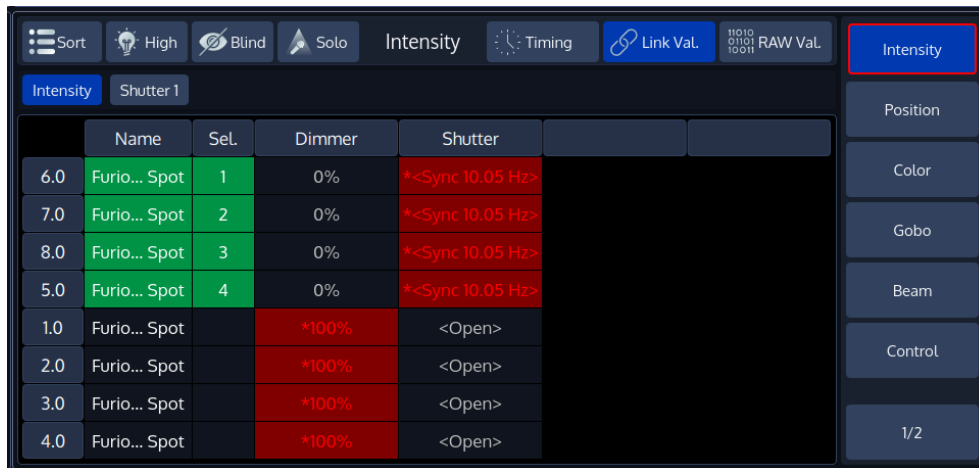 Sort High Blind Solo Intensity Timing Link Val. 11010 01101 10011 RAW Val. Intensity
Intensity Shutter 1 Position
Name Sel. Dimmer Shutter
6.0 Furio... Spot 1 0% *<Sync 10.05 Hz> Color
7.0 Furio... Spot 2 0% *<Sync 10.05 Hz> Gobo
8.0 Furio... Spot 3 0% *<Sync 10.05 Hz>
5.0 Furio... Spot 4 0% *<Sync 10.05 Hz> Beam
1.0 Furio... Spot *100% <Open>
2.0 Furio... Spot *100% <Open> Control
3.0 Furio... Spot *100% <Open>
4.0 Furio... Spot *100% <Open> 1/2